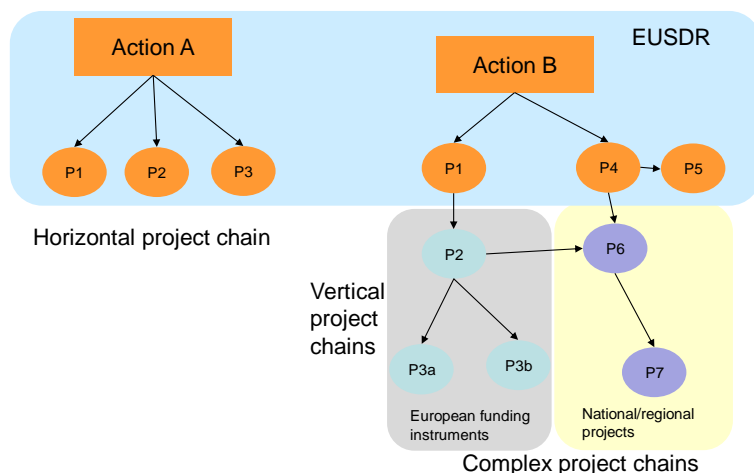 EUSDR
Action A
Action B
P1
P2
P3
P1
P4
P5
Horizontal project chain
P2
P6
Vertical
project
chains
P3a
P3b
P7
European funding
instruments
National/regional
projects
Complex project chains